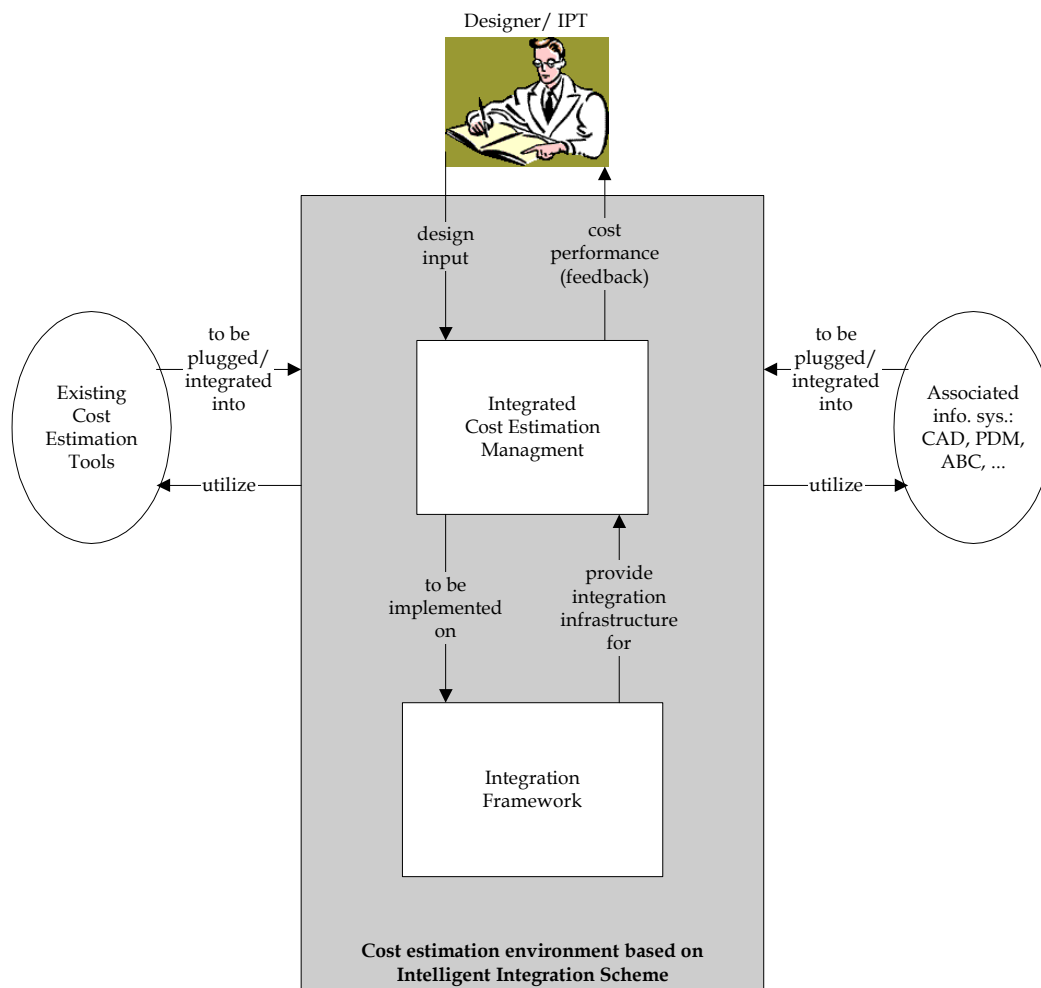 Designer/ IPT
design
input
cost
performance
(feedback)
to be
plugged/
integrated
into
Existing
Cost
Estimation
Tools
utilize
Integrated
Cost Estimation
Managment
to be
plugged/
integrated
into
Associated
info. sys.:
CAD, PDM,
ABC, ...
utilize
to be
implemented
on
provide
integration
infrastructure
for
Integration
Framework
Cost estimation environment based on
Intelligent Integration Scheme